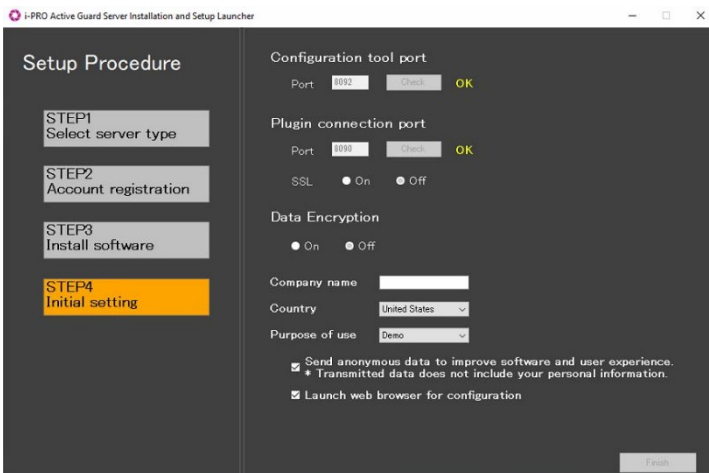 i-PRO Active Guard Server Installation and Setup Launcher
Setup Procedure
STEP1
Select server type
STEP2
Account registration
STEP3
Install software
STEP4
Initial setting
Configuration tool port
Port 8092 Check OK
Plugin connection port
Port 8090 Check OK
SSL On Off
Data Encryption
On Off
Company name
Country United States
Purpose of use Demo
Send anonymous data to improve software and user experience.
* Transmitted data does not include your personal information.
Launch web browser for configuration
Finish